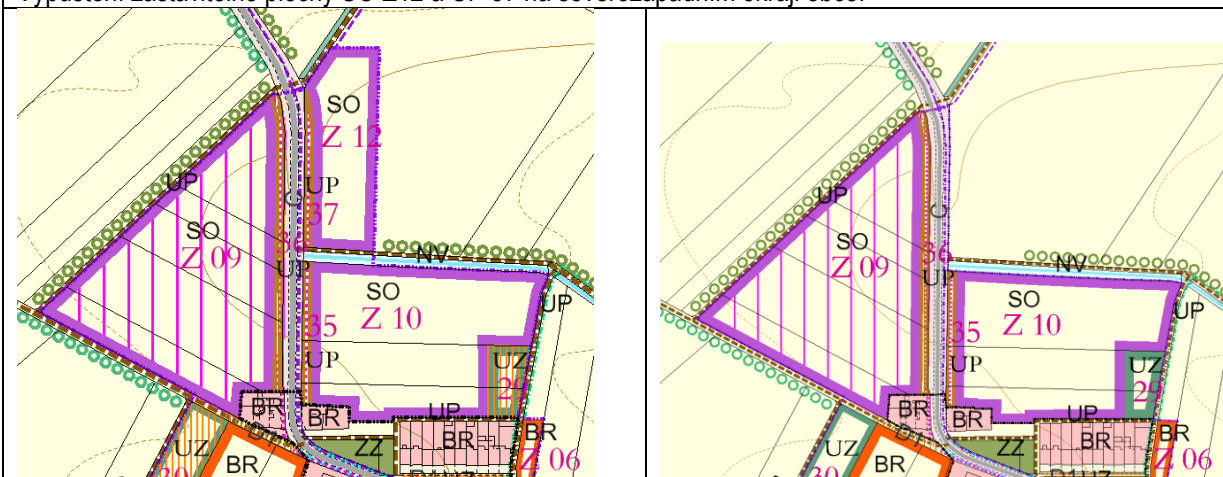 Vypuštění zastavitelné plochy SO Z12 a UP 37 na severozápadním okraji obce.
SO
Z 12
UP
UP
37
SO
Z 09
36
UP
NV
SO
Z 10
UP
35
UP
UZ
29
BR
BR
UP
BR
BR
ZZ
UZ
BR
Z 06
30
UP
SO
Z 09
36
UP
NV
SO
Z 10
UP
35
UP
UZ
29
BR
BR
UP
BR
BR
ZZ
UZ
BR
Z 06
30